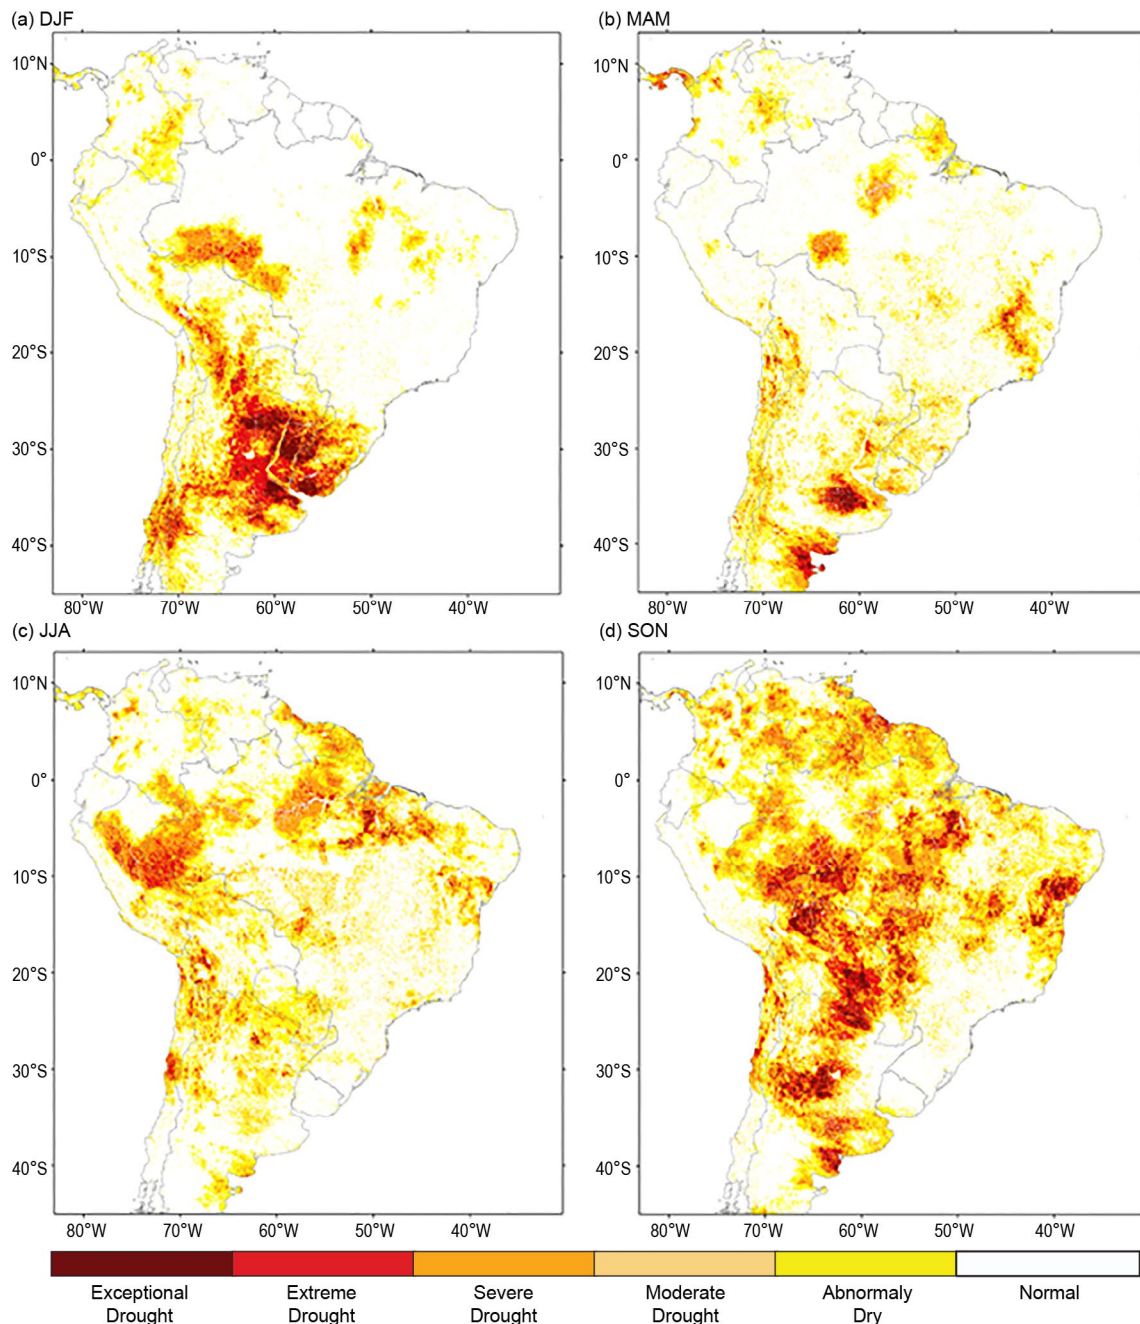 (a) DJF
(b) MAM
10°N
0°
10°S
20°S
30°S
40°S
80°W 70°W 60°W 50°W 40°W
10°N
0°
10°S
20°S
30°S
40°S
80°W 70°W 60°W 50°W 40°W
(c) JJA
(d) SON
10°N
0°
10°S
20°S
30°S
40°S
80°W 70°W 60°W 50°W 40°W
10°N
0°
10°S
20°S
30°S
40°S
80°W 70°W 60°W 50°W 40°W
Exceptional
Drought
Extreme
Drought
Severe
Drought
Moderate
Drought
Abnormaly
Dry
Normal